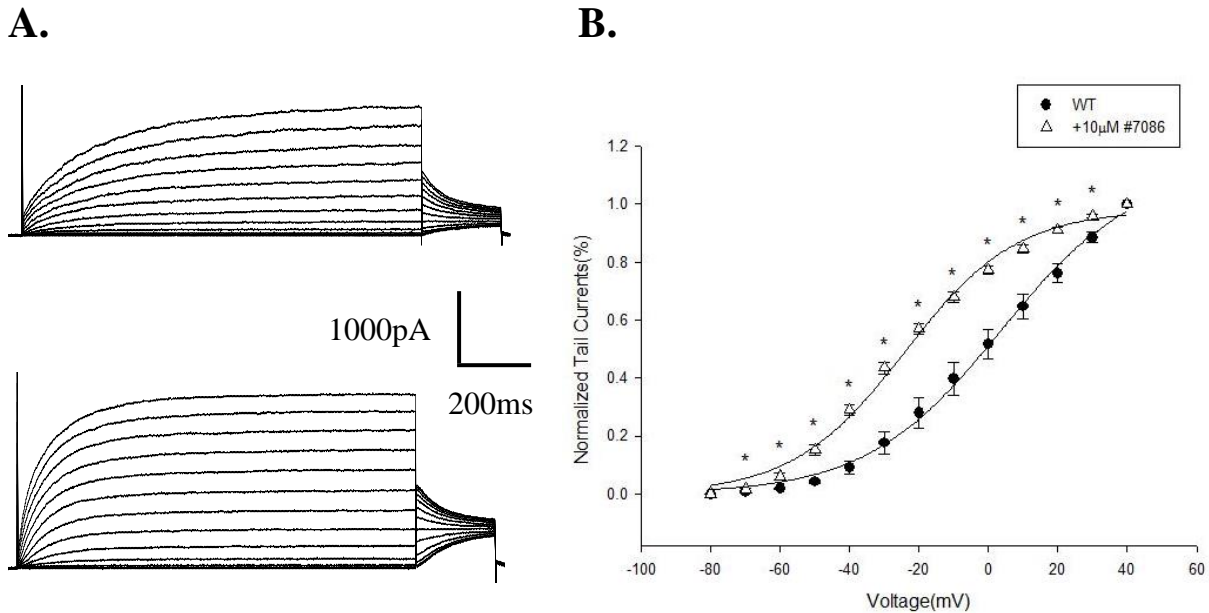 A.
B.
1000pA
200ms
WT
+10μM #7086
Normalized Tail Currents(%)
1.2
1.0
0.8
0.6
0.4
0.2
0.0
* * * * * * * * * * *
-100 -80 -60 -40 -20 0 20 40 60
Voltage(mV)